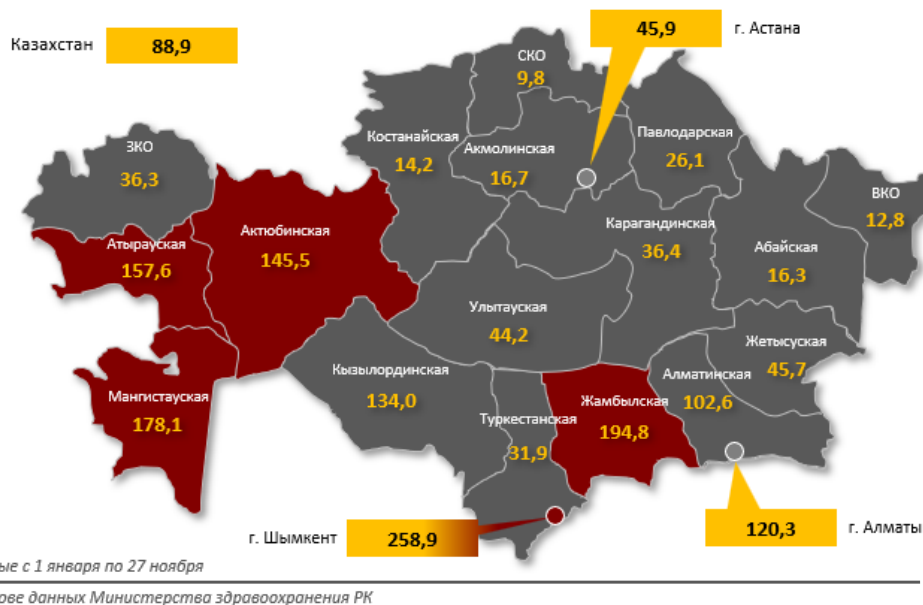 Казахстан 88,9
45,9 г. Астана
СКО
9,8
Костанайская
14,2
Акмолинская
16,7
Павлодарская
26,1
ЗКО
36,3
ВКО
12,8
Атырауская
157,6
Актюбинская
145,5
Карагандинская
36,4
Абайская
16,3
Улытауская
44,2
Жетысуская
45,7
Мангистауская
178,1
Кызылординская
134,0
Туркестанская
31,9
Жамбылская
194,8
Алматинская
102,6
г. Шымкент 258,9
120,3 г. Алматы
с 1 января по 27 ноября
данных Министерства здравоохранения РК